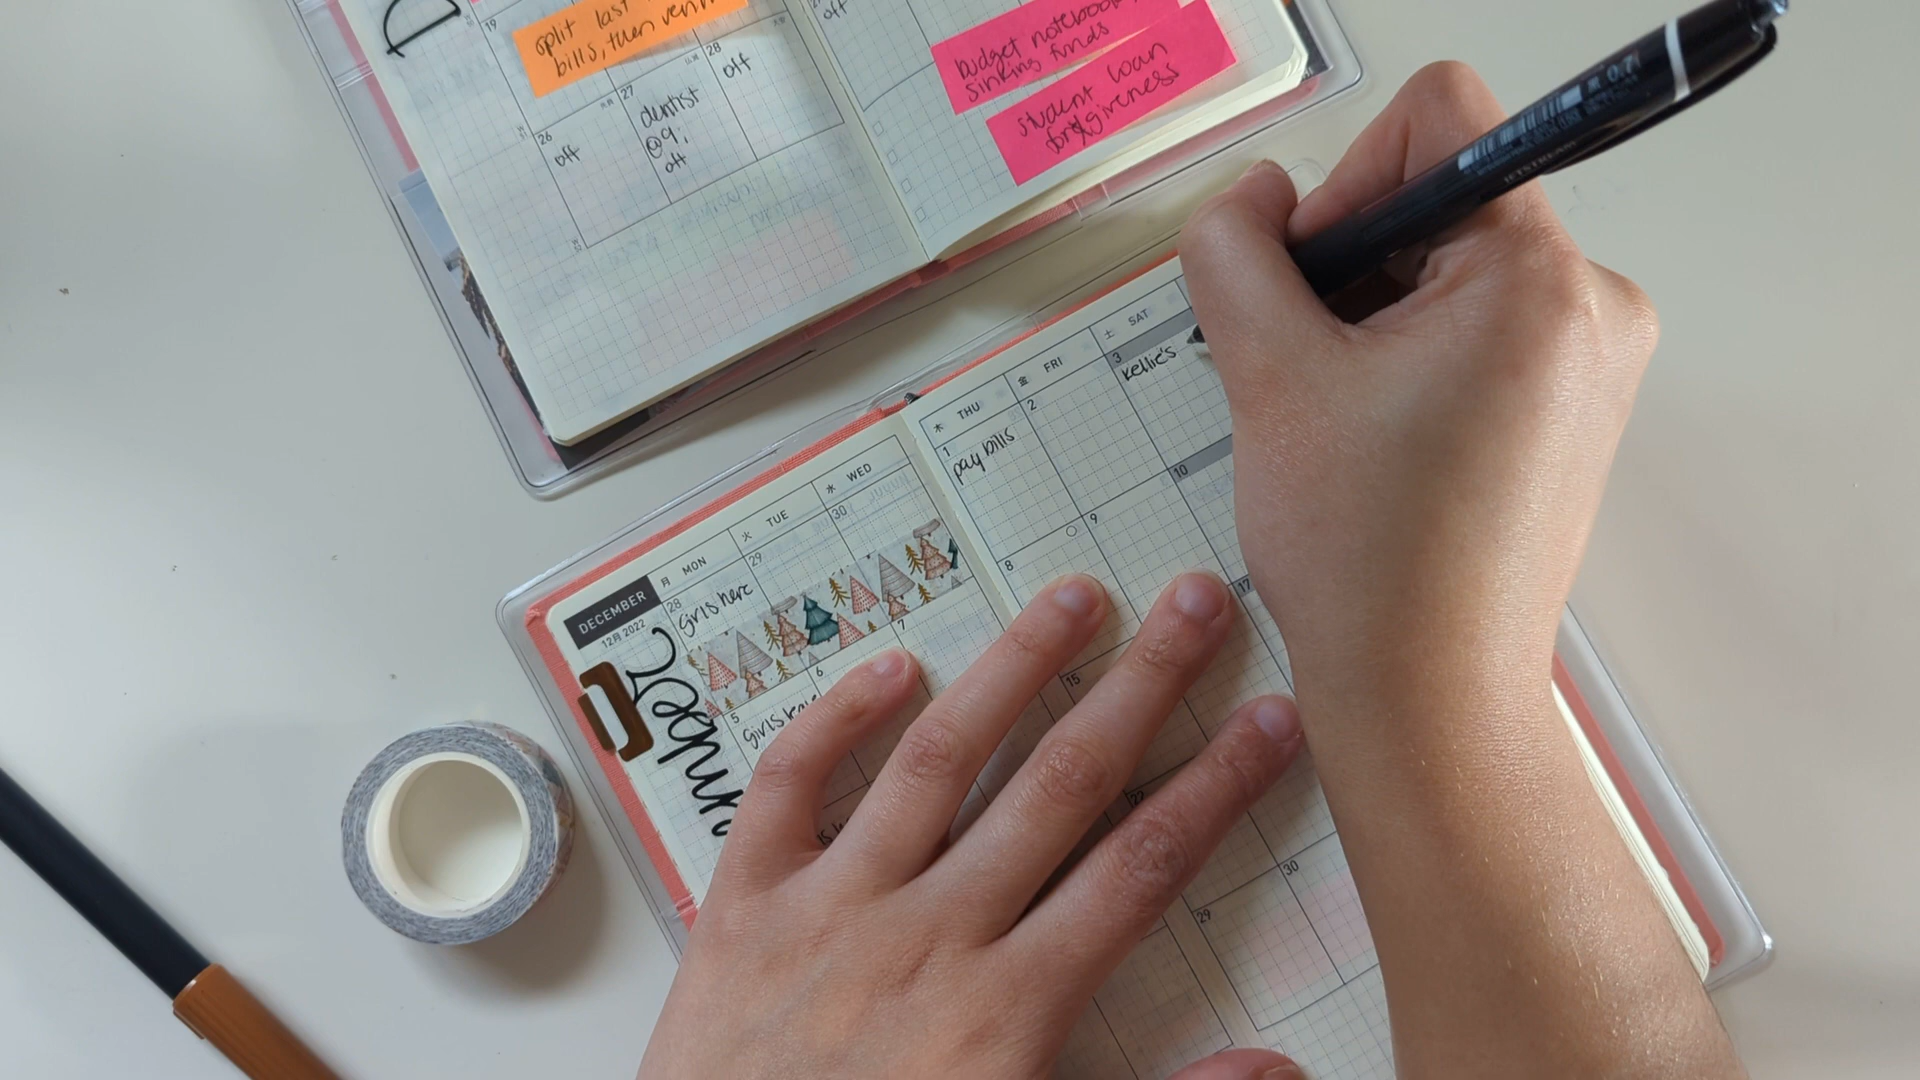 D
19
split last
bills, then
off
budget notebook
sinking funds
student loan
forgiveness
26
off
27
dentist
@9;
off
28
off
0.7
JETSTREAM
DECEMBER
12月 2022
December
月 MON
火 TUE
水 WED
木 THU
金 FRI
土 SAT
28
girls here
29
30
1
pay bills
2
3
Kellie's
5
girls here
6
7
8
9
10
15
17
22
29
30